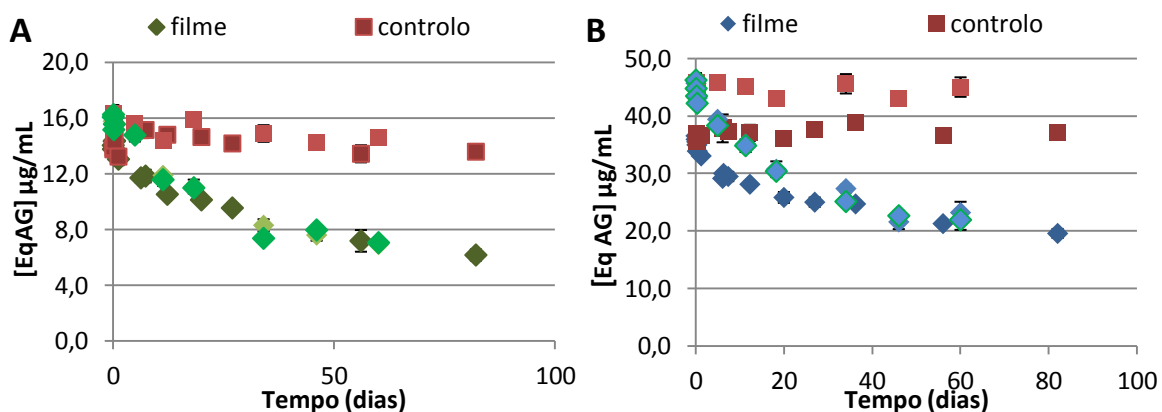 A
filme
controlo
20,0
16,0
12,0
8,0
4,0
0,0
[EqAG] µg/mL
0
50
100
Tempo (dias)
B
filme
controlo
50,0
40,0
30,0
20,0
10,0
0,0
[Eq AG] µg/mL
0
20
40
60
80
100
Tempo (dias)